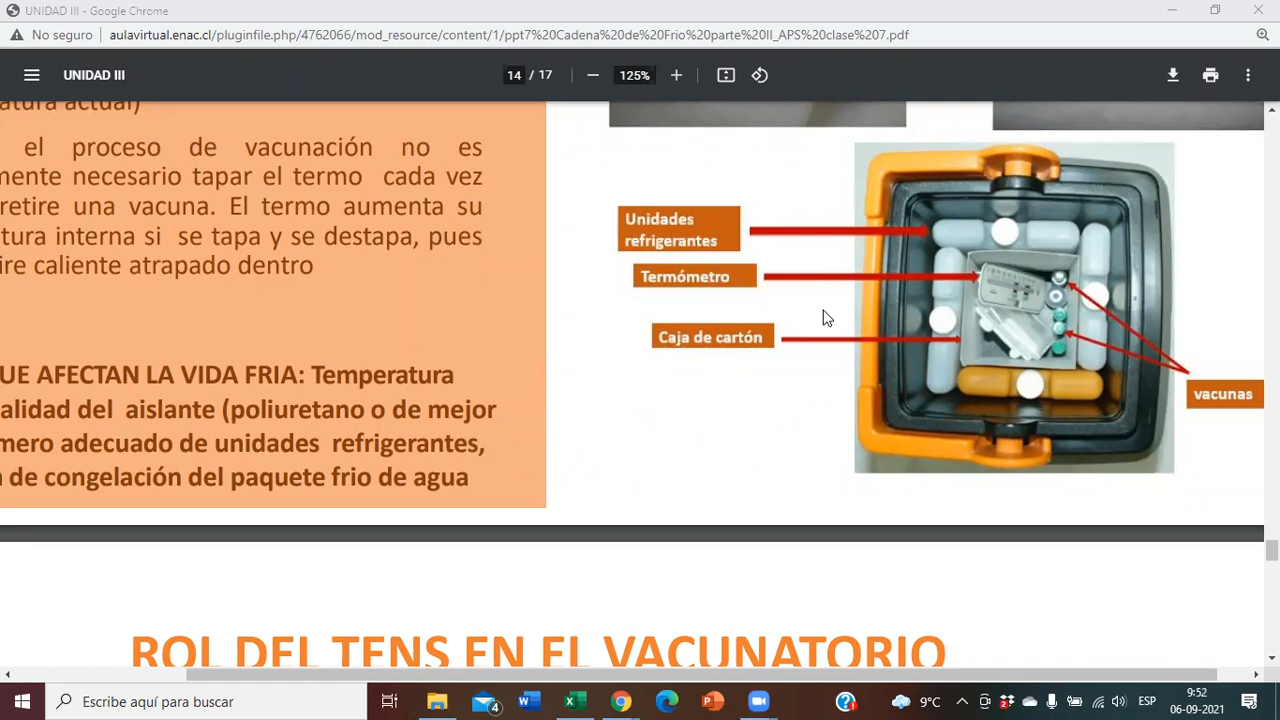 UNIDAD III - Google Chrome
No seguro
aulavirtual.enac.cl/pluginfile.php/4762066/mod_resource/content/1/ppt7%20Cadena%20de%20Frio%20parte%20II_APS%20clase%207.pdf
UNIDAD III
14 / 17
125%
atura actual)
el proceso de vacunación no es
mente necesario tapar el termo cada vez
retire una vacuna. El termo aumenta su
tura interna si se tapa y se destapa, pues
ire caliente atrapado dentro
UE AFECTAN LA VIDA FRIA: Temperatura
alidad del aislante (poliuretano o de mejor
mero adecuado de unidades refrigerantes,
de congelación del paquete frio de agua
Unidades
refrigerantes
Termómetro
Caja de cartón
vacunas
ROL DEL TENS EN EL VACUNATORIO
Escribe aquí para buscar
4
9°C
ESP
9:52
06-09-2021